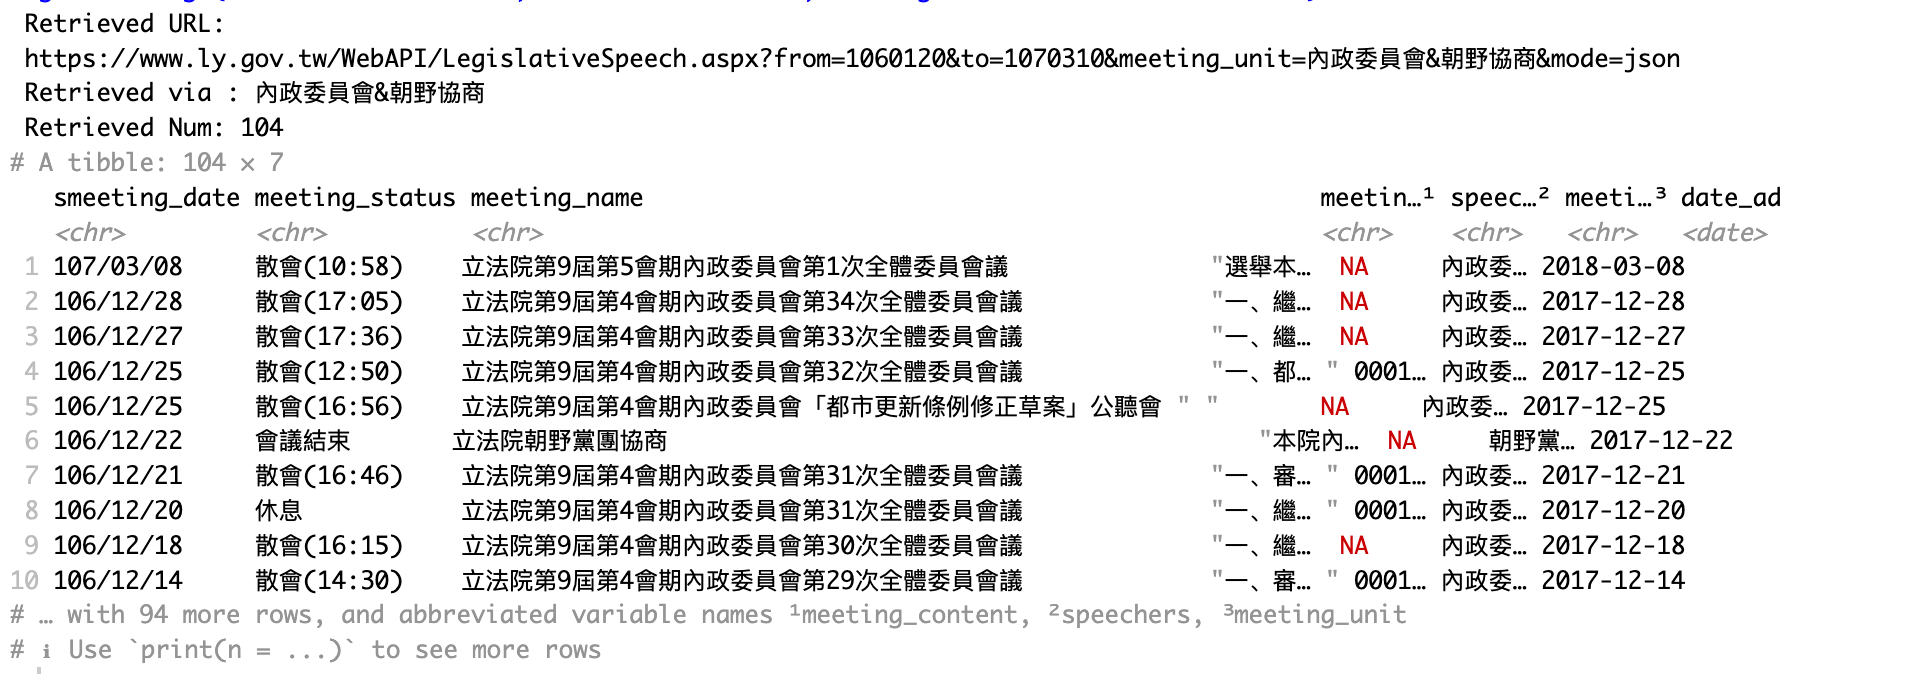 Retrieved URL:
https://www.ly.gov.tw/WebAPI/LegislativeSpeech.aspx?from=1060120&to=1070310&meeting_unit=內政委員會&朝野協商&mode=json
Retrieved via : 內政委員會&朝野協商
Retrieved Num: 104
# A tibble: 104 × 7
smeeting_date meeting_status meeting_name meetin…¹ speec…² meeti…³ date_ad
<chr> <chr> <chr> <chr> <chr> <chr> <date>
1 107/03/08 散會(10:58) 立法院第9屆第5會期內政委員會第1次全體委員會議 "選舉本… NA 內政委… 2018-03-08
2 106/12/28 散會(17:05) 立法院第9屆第4會期內政委員會第34次全體委員會議 "一、繼… NA 內政委… 2017-12-28
3 106/12/27 散會(17:36) 立法院第9屆第4會期內政委員會第33次全體委員會議 "一、繼… NA 內政委… 2017-12-27
4 106/12/25 散會(12:50) 立法院第9屆第4會期內政委員會第32次全體委員會議 "一、都… " 0001… 內政委… 2017-12-25
5 106/12/25 散會(16:56) 立法院第9屆第4會期內政委員會「都市更新條例修正草案」公聽會 " " NA 內政委… 2017-12-25
6 106/12/22 會議結束 立法院朝野黨團協商 "本院內… NA 朝野黨… 2017-12-22
7 106/12/21 散會(16:46) 立法院第9屆第4會期內政委員會第31次全體委員會議 "一、審… " 0001… 內政委… 2017-12-21
8 106/12/20 休息 立法院第9屆第4會期內政委員會第31次全體委員會議 "一、繼… " 0001… 內政委… 2017-12-20
9 106/12/18 散會(16:15) 立法院第9屆第4會期內政委員會第30次全體委員會議 "一、繼… NA 內政委… 2017-12-18
10 106/12/14 散會(14:30) 立法院第9屆第4會期內政委員會第29次全體委員會議 "一、審… " 0001… 內政委… 2017-12-14
# … with 94 more rows, and abbreviated variable names ¹meeting_content, ²speechers, ³meeting_unit
# ℹ Use `print(n = ...)` to see more rows